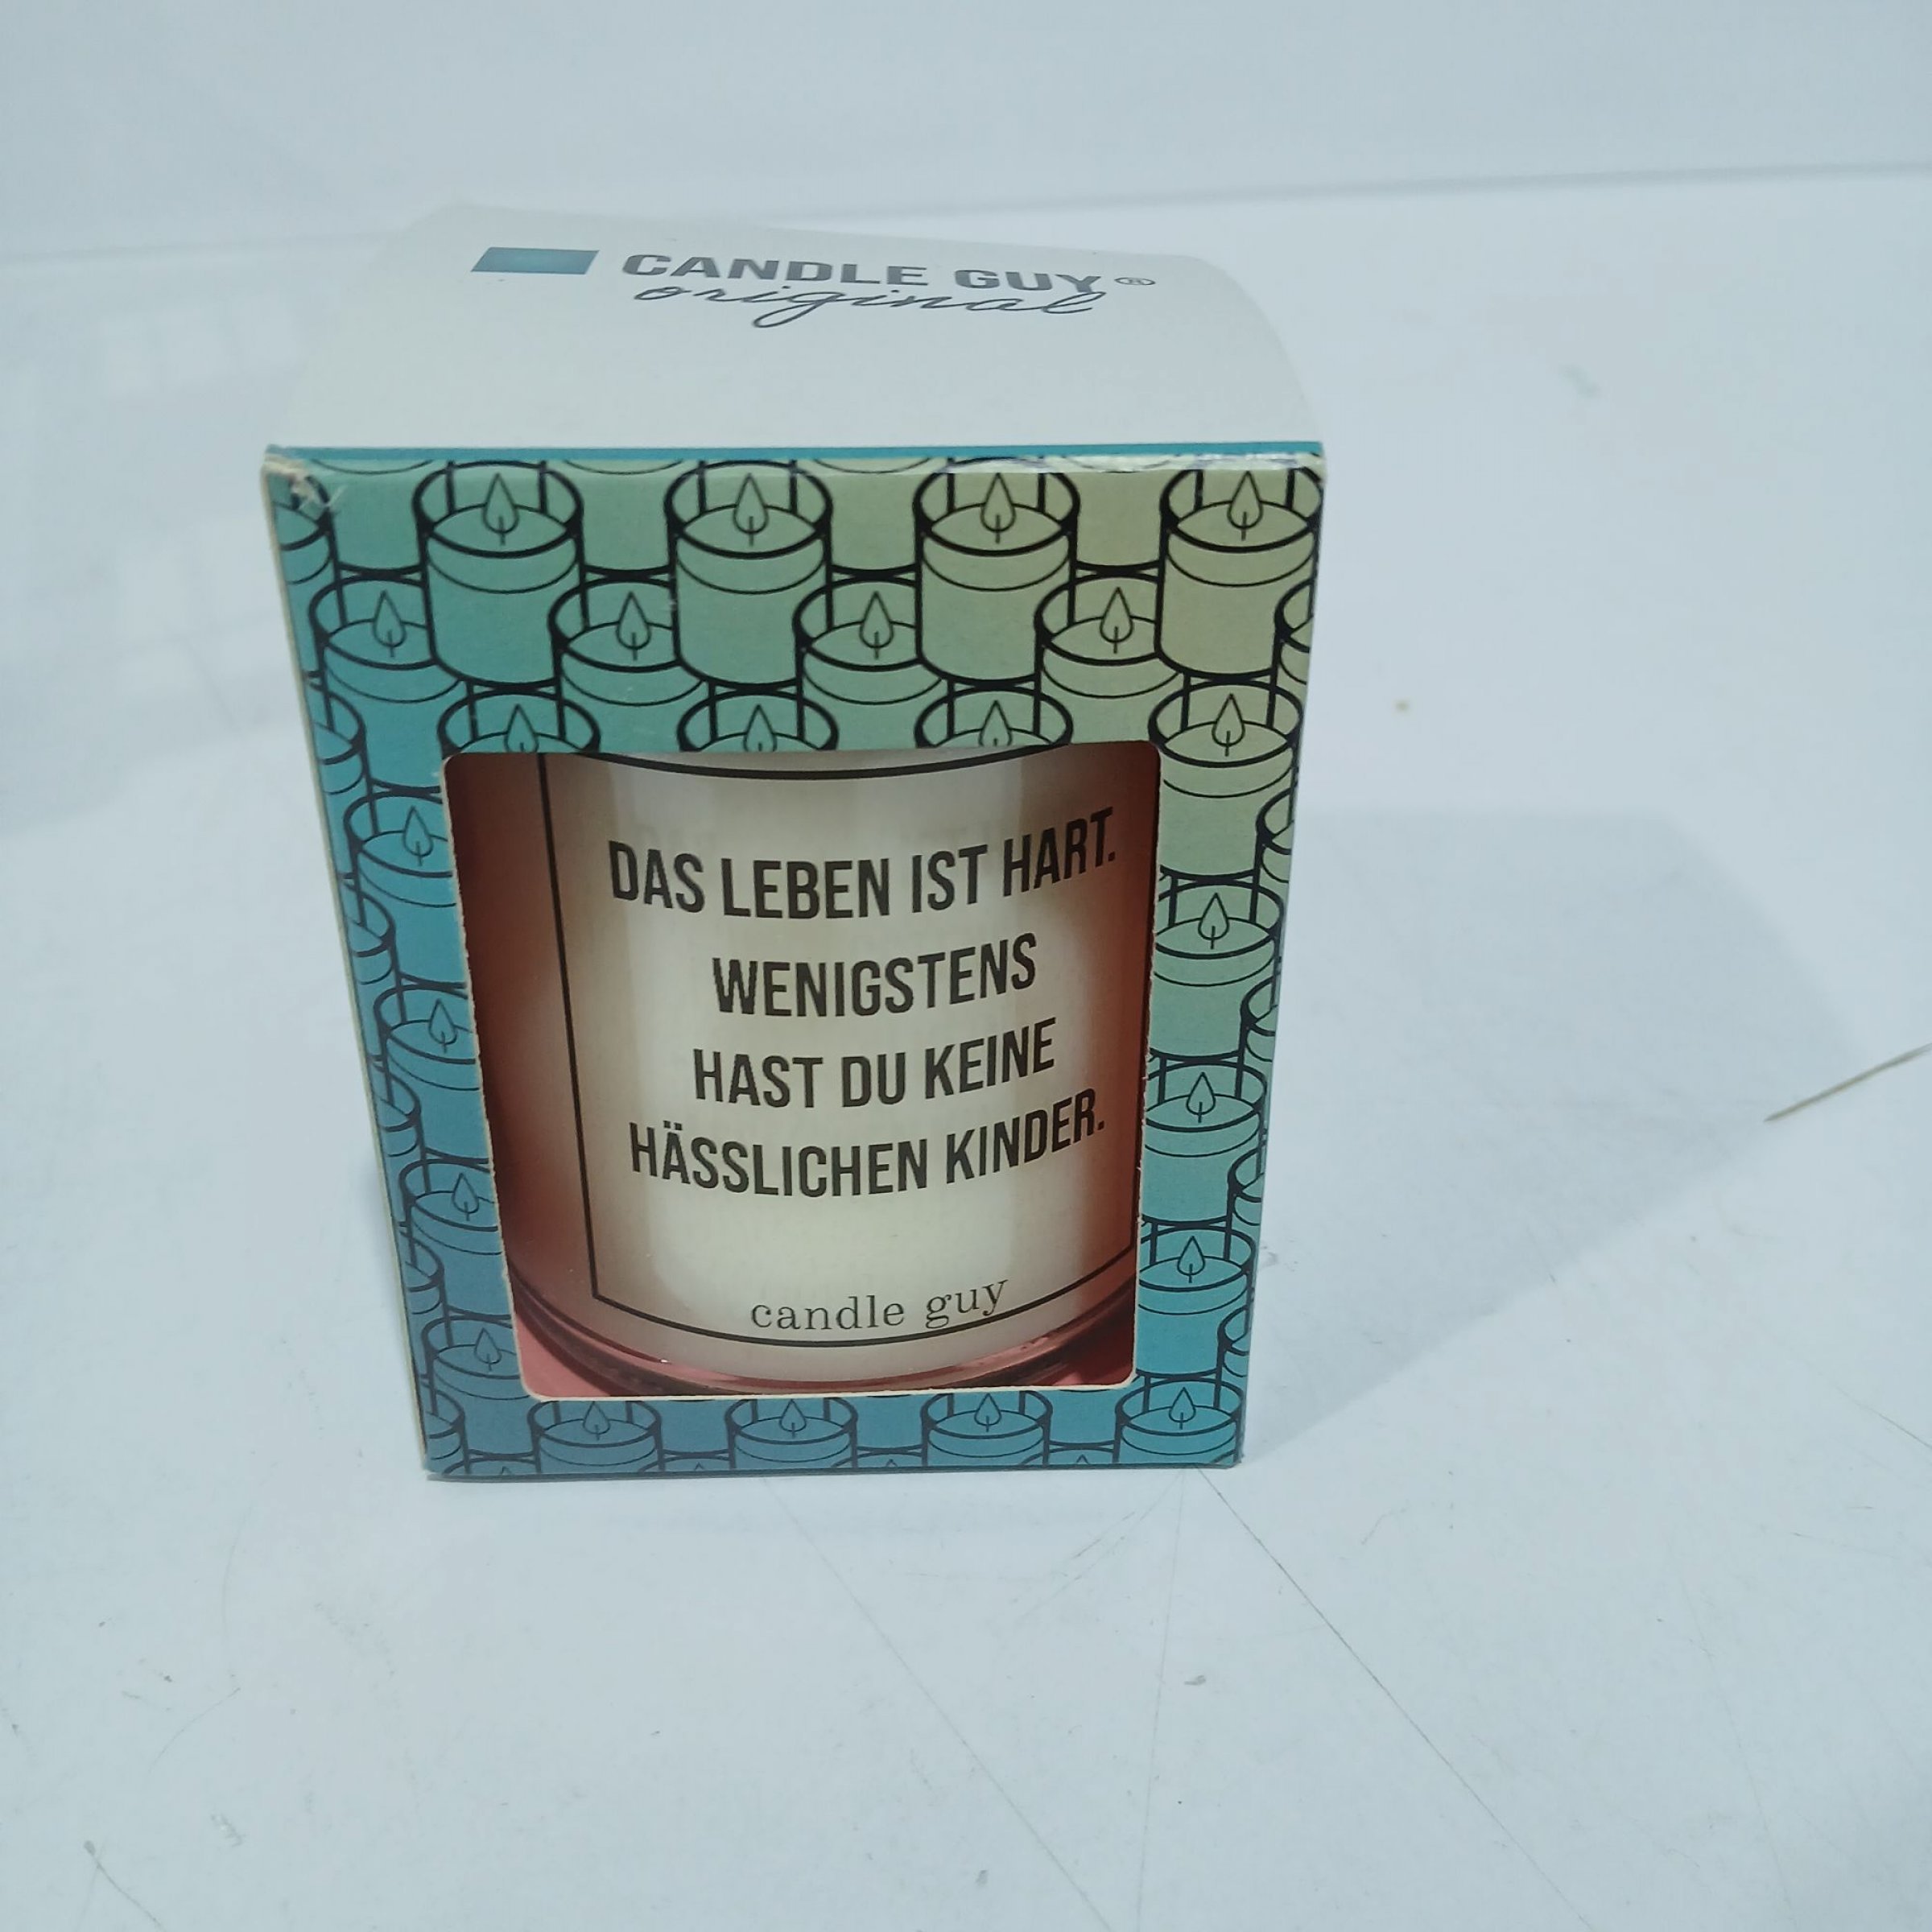 CANDLE GUY®
original
DAS LEBEN IST HART.
WENIGSTENS
HAST DU KEINE
HÄSSLICHEN KINDER.
candle guy